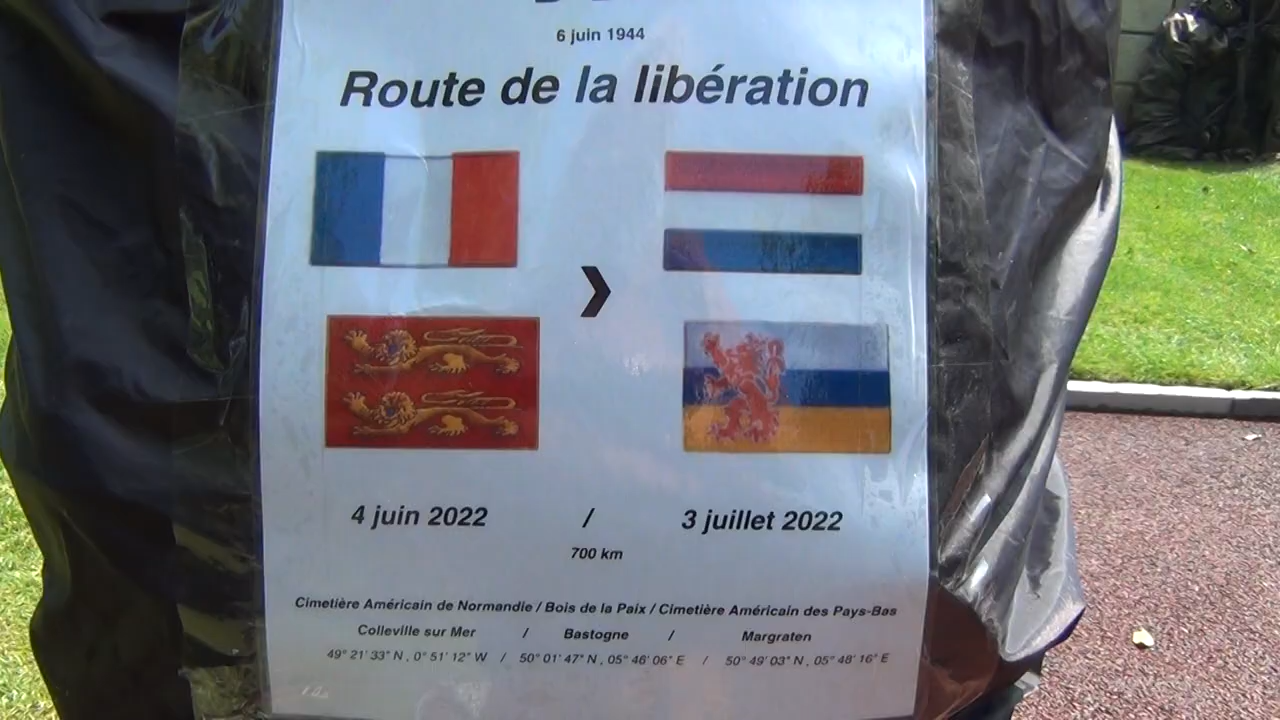 6 juin 1944
Route de la libération
4 juin 2022 / 3 juillet 2022
700 km
Cimetière Américain de Normandie / Bois de la Paix / Cimetière Américain des Pays-Bas
Colleville sur Mer / Bastogne / Margraten
49° 21' 33" N , 0° 51' 12" W / 50° 01' 47" N , 05° 46' 06" E / 50° 49' 03" N , 05° 48' 16" E